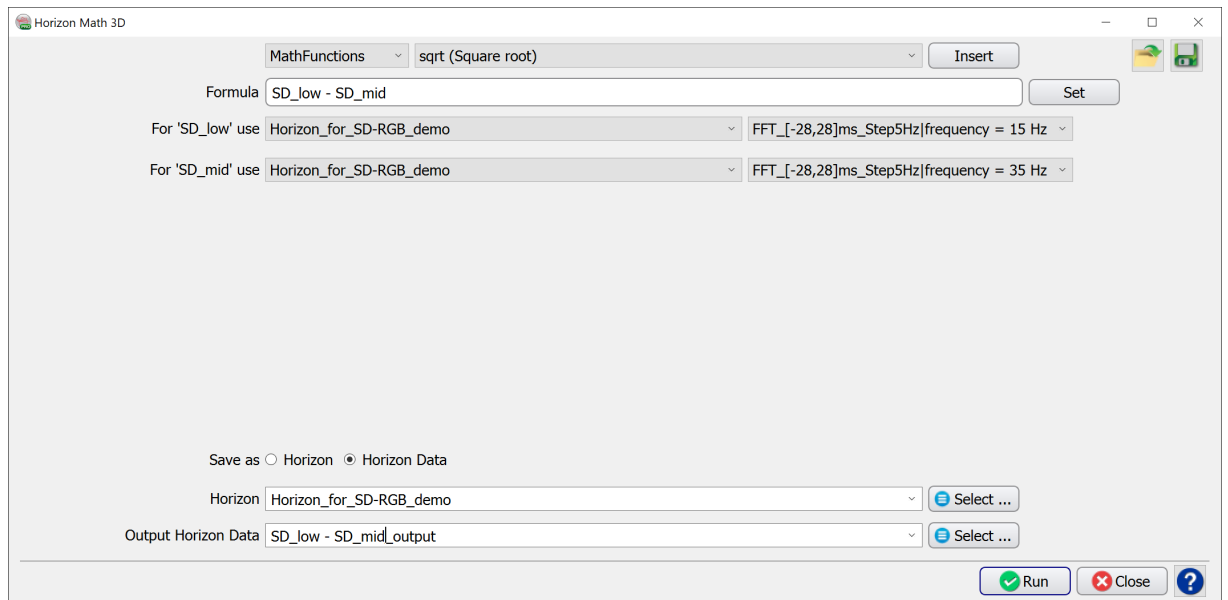 Horizon Math 3D
MathFunctions sqrt (Square root) Insert
Formula SD_low - SD_mid Set
For 'SD_low' use Horizon_for_SD-RGB_demo FFT_[-28,28]ms_Step5Hz|frequency = 15 Hz
For 'SD_mid' use Horizon_for_SD-RGB_demo FFT_[-28,28]ms_Step5Hz|frequency = 35 Hz
Save as Horizon Horizon Data
Horizon Horizon_for_SD-RGB_demo Select ...
Output Horizon Data SD_low - SD_mid_output Select ...
Run Close ?